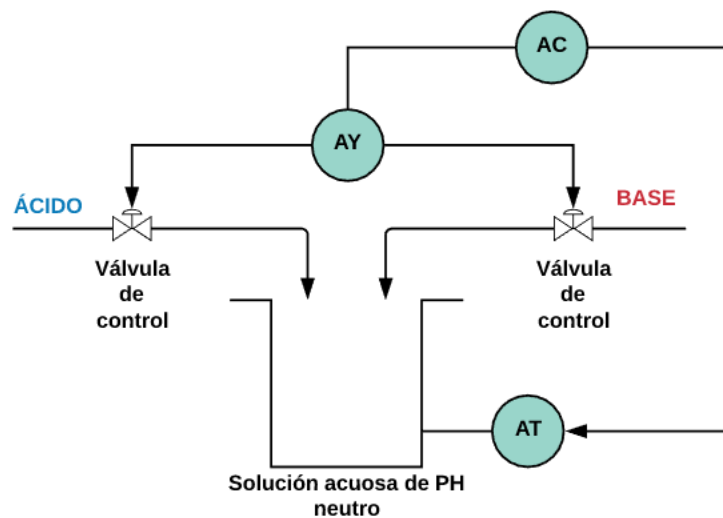 AC
AY
ÁCIDO
BASE
Válvula
de
control
Válvula
de
control
AT
Solución acuosa de PH
neutro